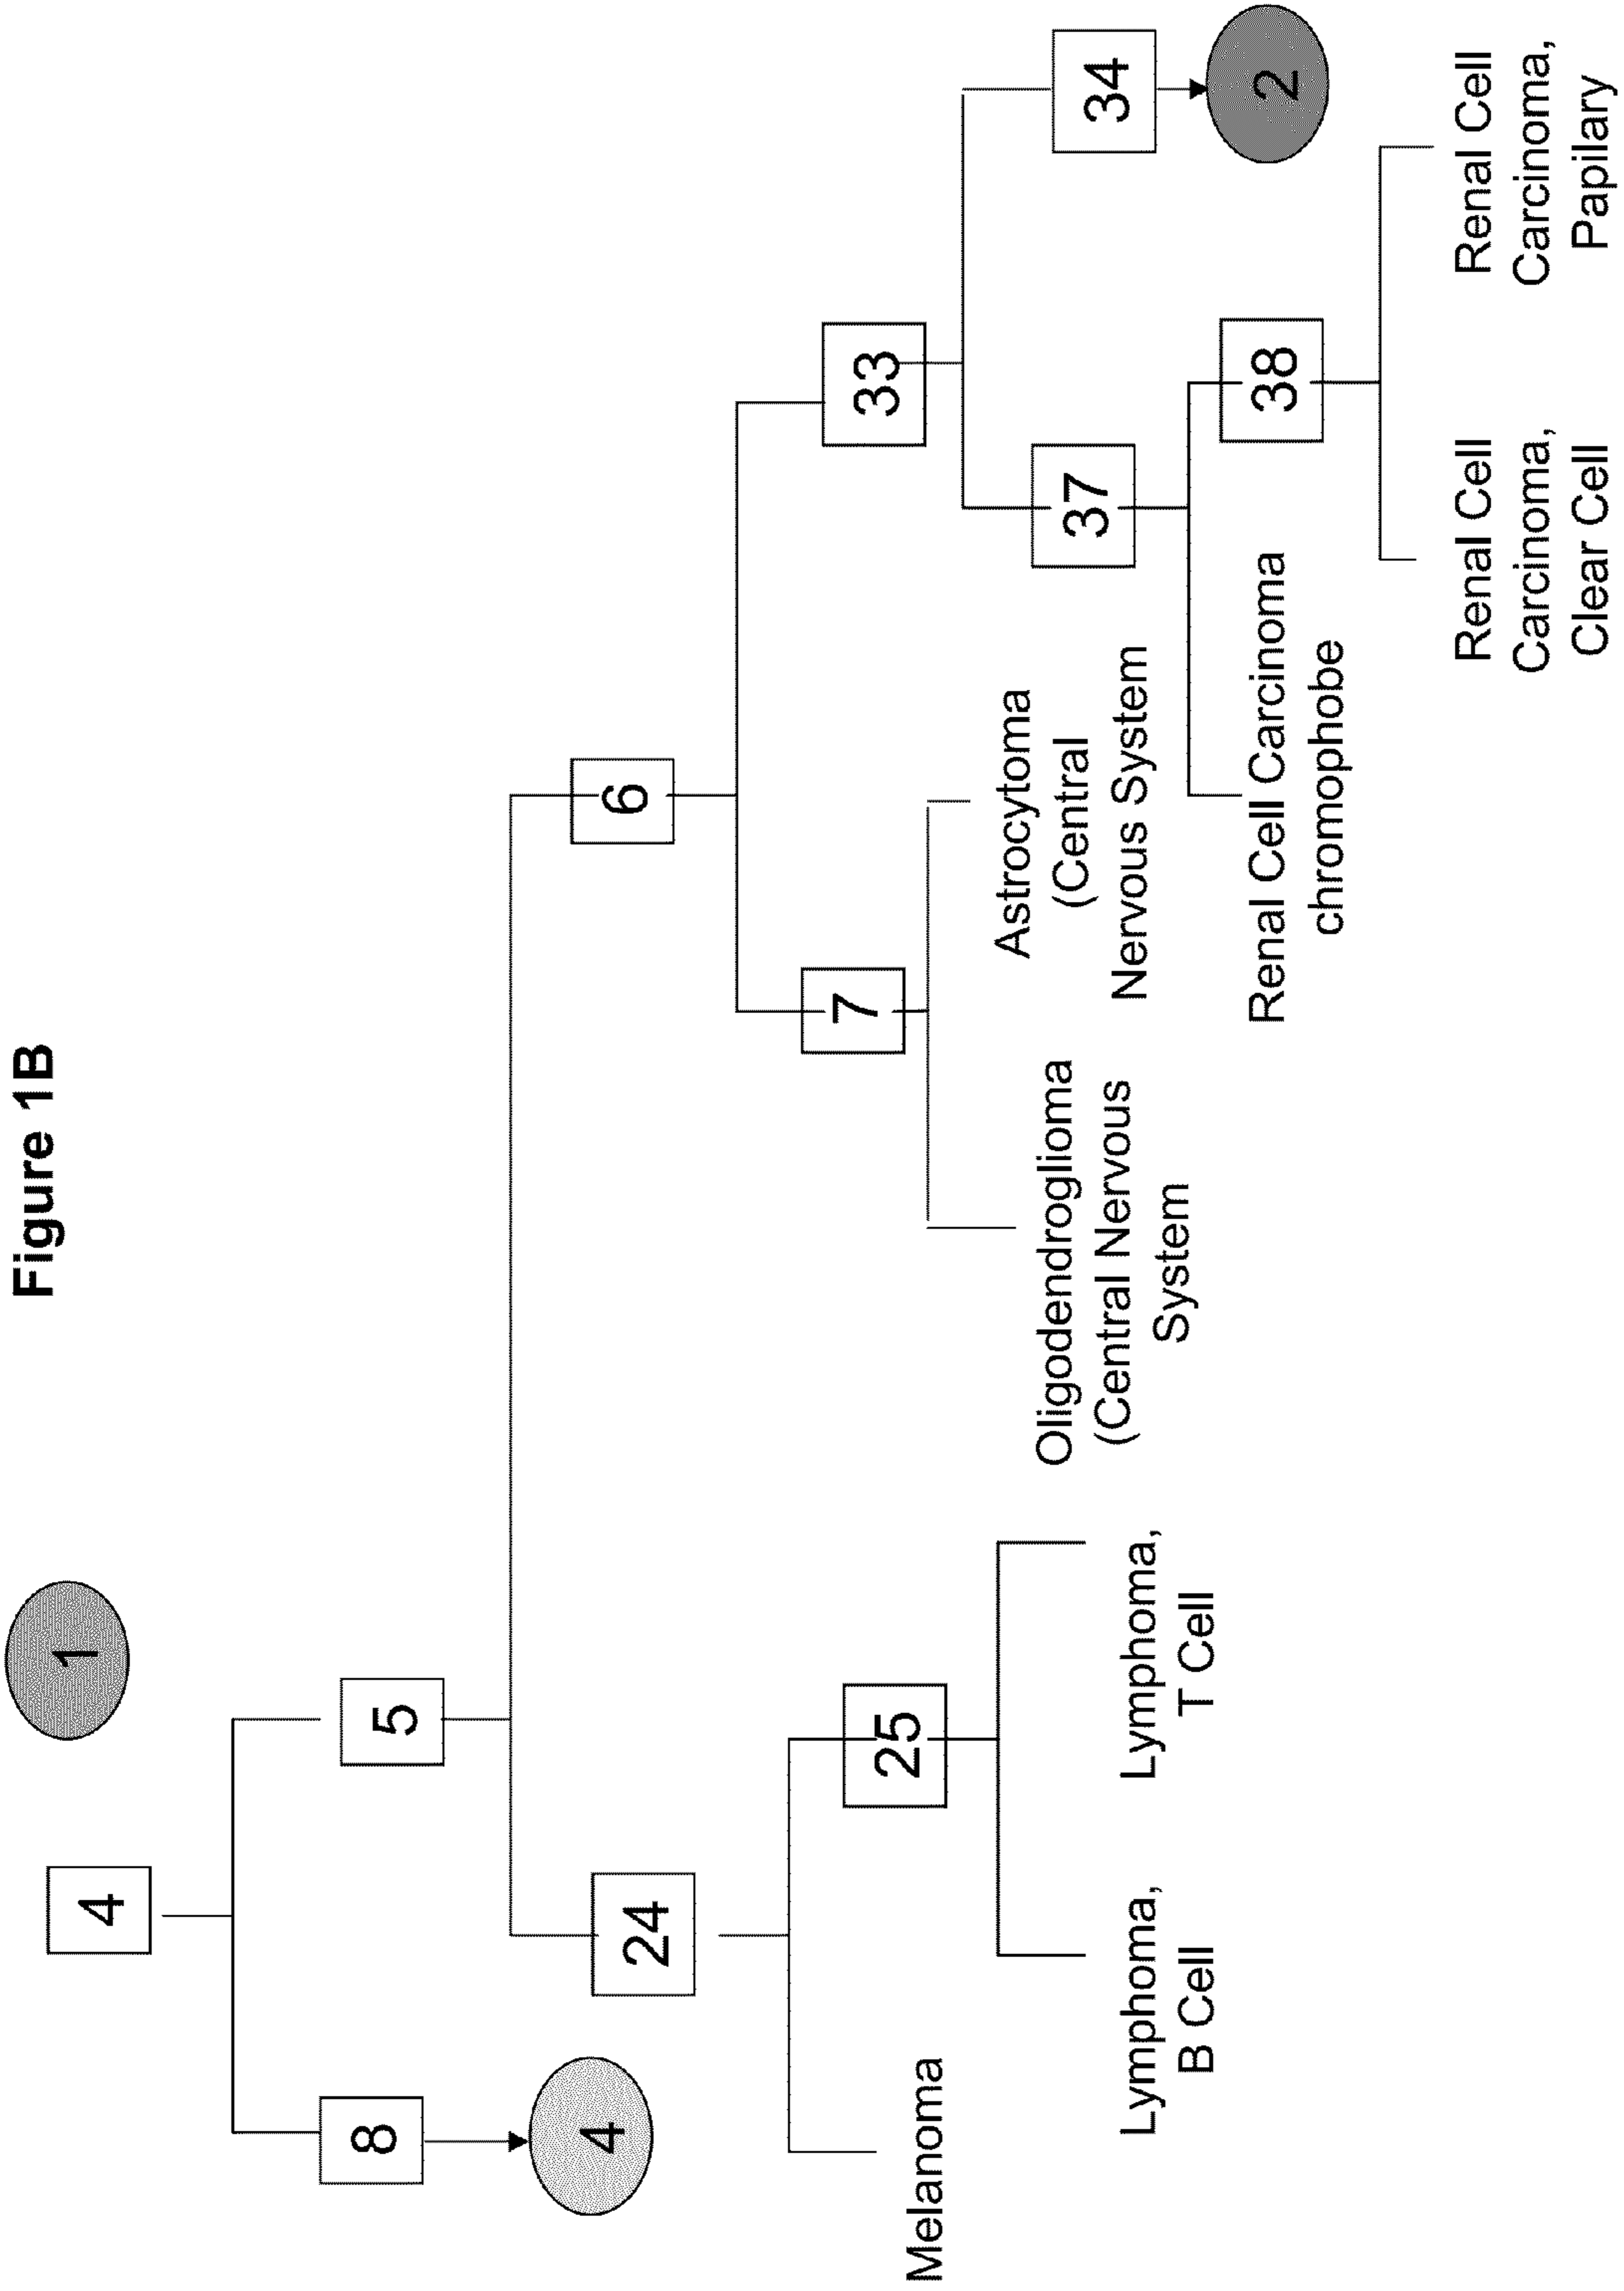 Figure 1B
1
4
8
5
4
24
6
Melanoma
25
7
33
Lymphoma,
B Cell
Lymphoma,
T Cell
Oligodendroglioma
(Central Nervous
System
Astrocytoma
(Central
Nervous System
37
34
2
Renal Cell Carcinoma
chromophobe
38
Renal Cell
Carcinoma,
Clear Cell
Renal Cell
Carcinoma,
Papilary